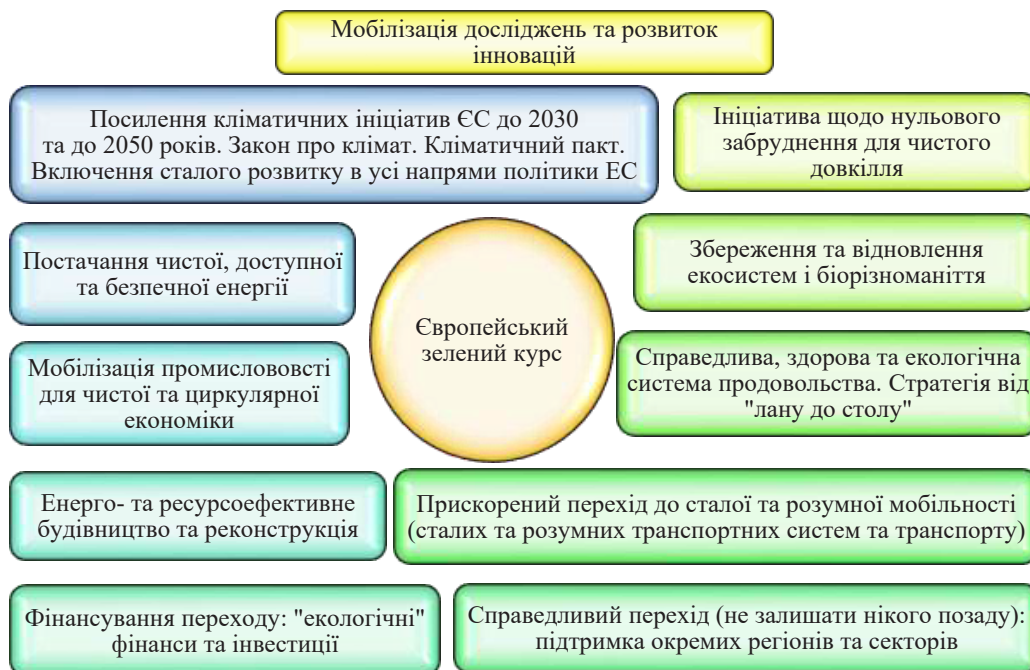 Мобілізація досліджень та розвиток
інновацій
Посилення кліматичних ініціатив ЄС до 2030
та до 2050 років. Закон про клімат. Кліматичний пакт.
Включення сталого розвитку в усі напрями політики ЕС
Ініціатива щодо нульового
забруднення для чистого
довкілля
Постачання чистої, доступної
та безпечної енергії
Збереження та відновлення
екосистем і біорізноманіття
Європейський
зелений курс
Мобілізація промислововсті
для чистої та циркулярної
економіки
Справедлива, здорова та екологічна
система продовольства. Стратегія від
"лану до столу"
Енерго- та ресурсоефективне
будівництво та реконструкція
Прискорений перехід до сталої та розумної мобільності
(сталих та розумних транспортних систем та транспорту)
Фінансування переходу: "екологічні"
фінанси та інвестиції
Справедливий перехід (не залишати нікого позаду):
підтримка окремих регіонів та секторів